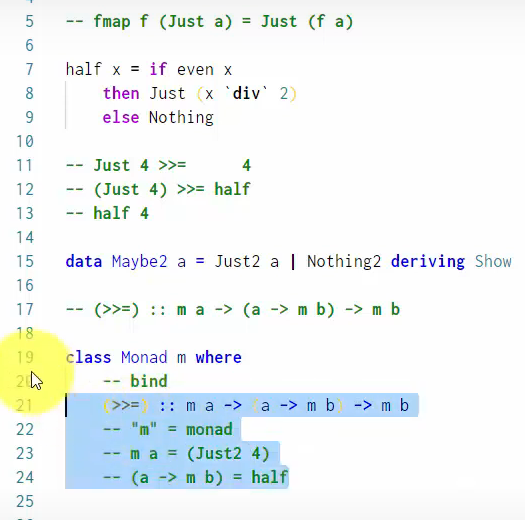 5 -- fmap f (Just a) = Just (f a)
6
7 half x = if even x
8 then Just (x `div` 2)
9 else Nothing
10
11 -- Just 4 >>=      4
12 -- (Just 4) >>= half
13 -- half 4
14
15 data Maybe2 a = Just2 a | Nothing2 deriving Show
16
17 -- (>>=) :: m a -> (a -> m b) -> m b
18
19 class Monad m where
20 -- bind
21 (>>=) :: m a -> (a -> m b) -> m b
22 -- "m" = monad
23 -- m a = (Just2 4)
24 -- (a -> m b) = half
25